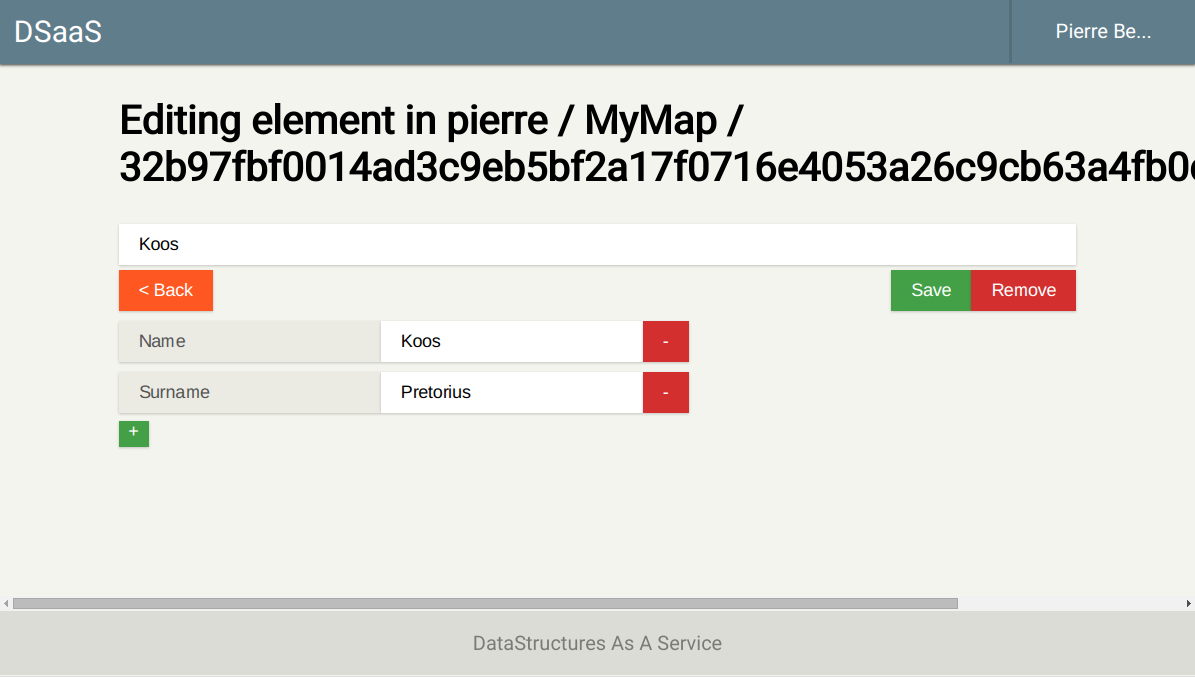 DSaaS
Pierre Be...
Editing element in pierre / MyMap /
32b97fbf0014ad3c9eb5bf2a17f0716e4053a26c9cb63a4fb0
Koos
< Back
Save
Remove
Name
Koos
-
Surname
Pretorius
-
+
DataStructures As A Service